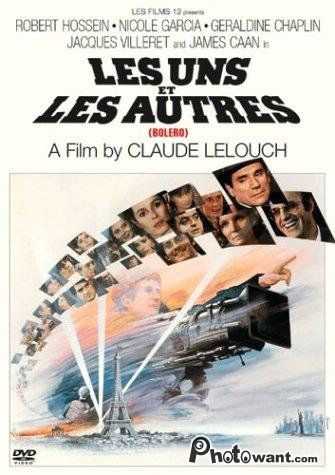 LES FILMS 13 presents
ROBERT HOSSEIN • NICOLE GARCIA • GERALDINE CHAPLIN
JACQUES VILLERET and JAMES CAAN in
LES UNS
ET
LES AUTRES
(BOLERO)
A Film by CLAUDE LELOUCH
DVD
VIDEO
Photowant.com